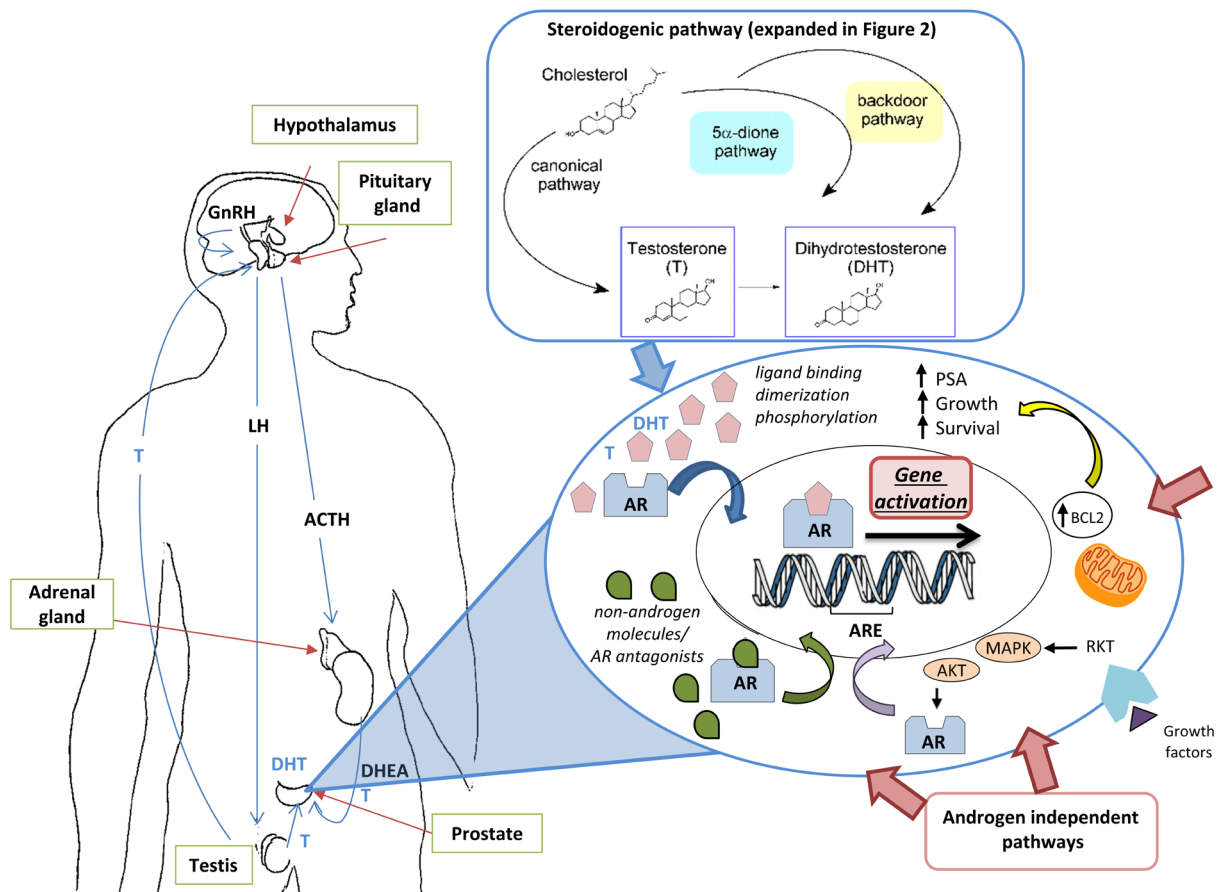 Steroidogenic pathway (expanded in Figure 2)
Cholesterol
HO
canonical
pathway
5α-dione
pathway
backdoor
pathway
Testosterone
(T)
OH
O
Dihydrotestosterone
(DHT)
OH
O
Hypothalamus
Pituitary
gland
GnRH
T
LH
ACTH
Adrenal
gland
DHT
DHEA
T
T
Prostate
Testis
ligand binding
dimerization
phosphorylation
DHT
T
AR
PSA
Growth
Survival
Gene
activation
AR
BCL2
ARE
non-androgen
molecules/
AR antagonists
AR
MAPK
RKT
AKT
AR
Growth
factors
Androgen independent
pathways